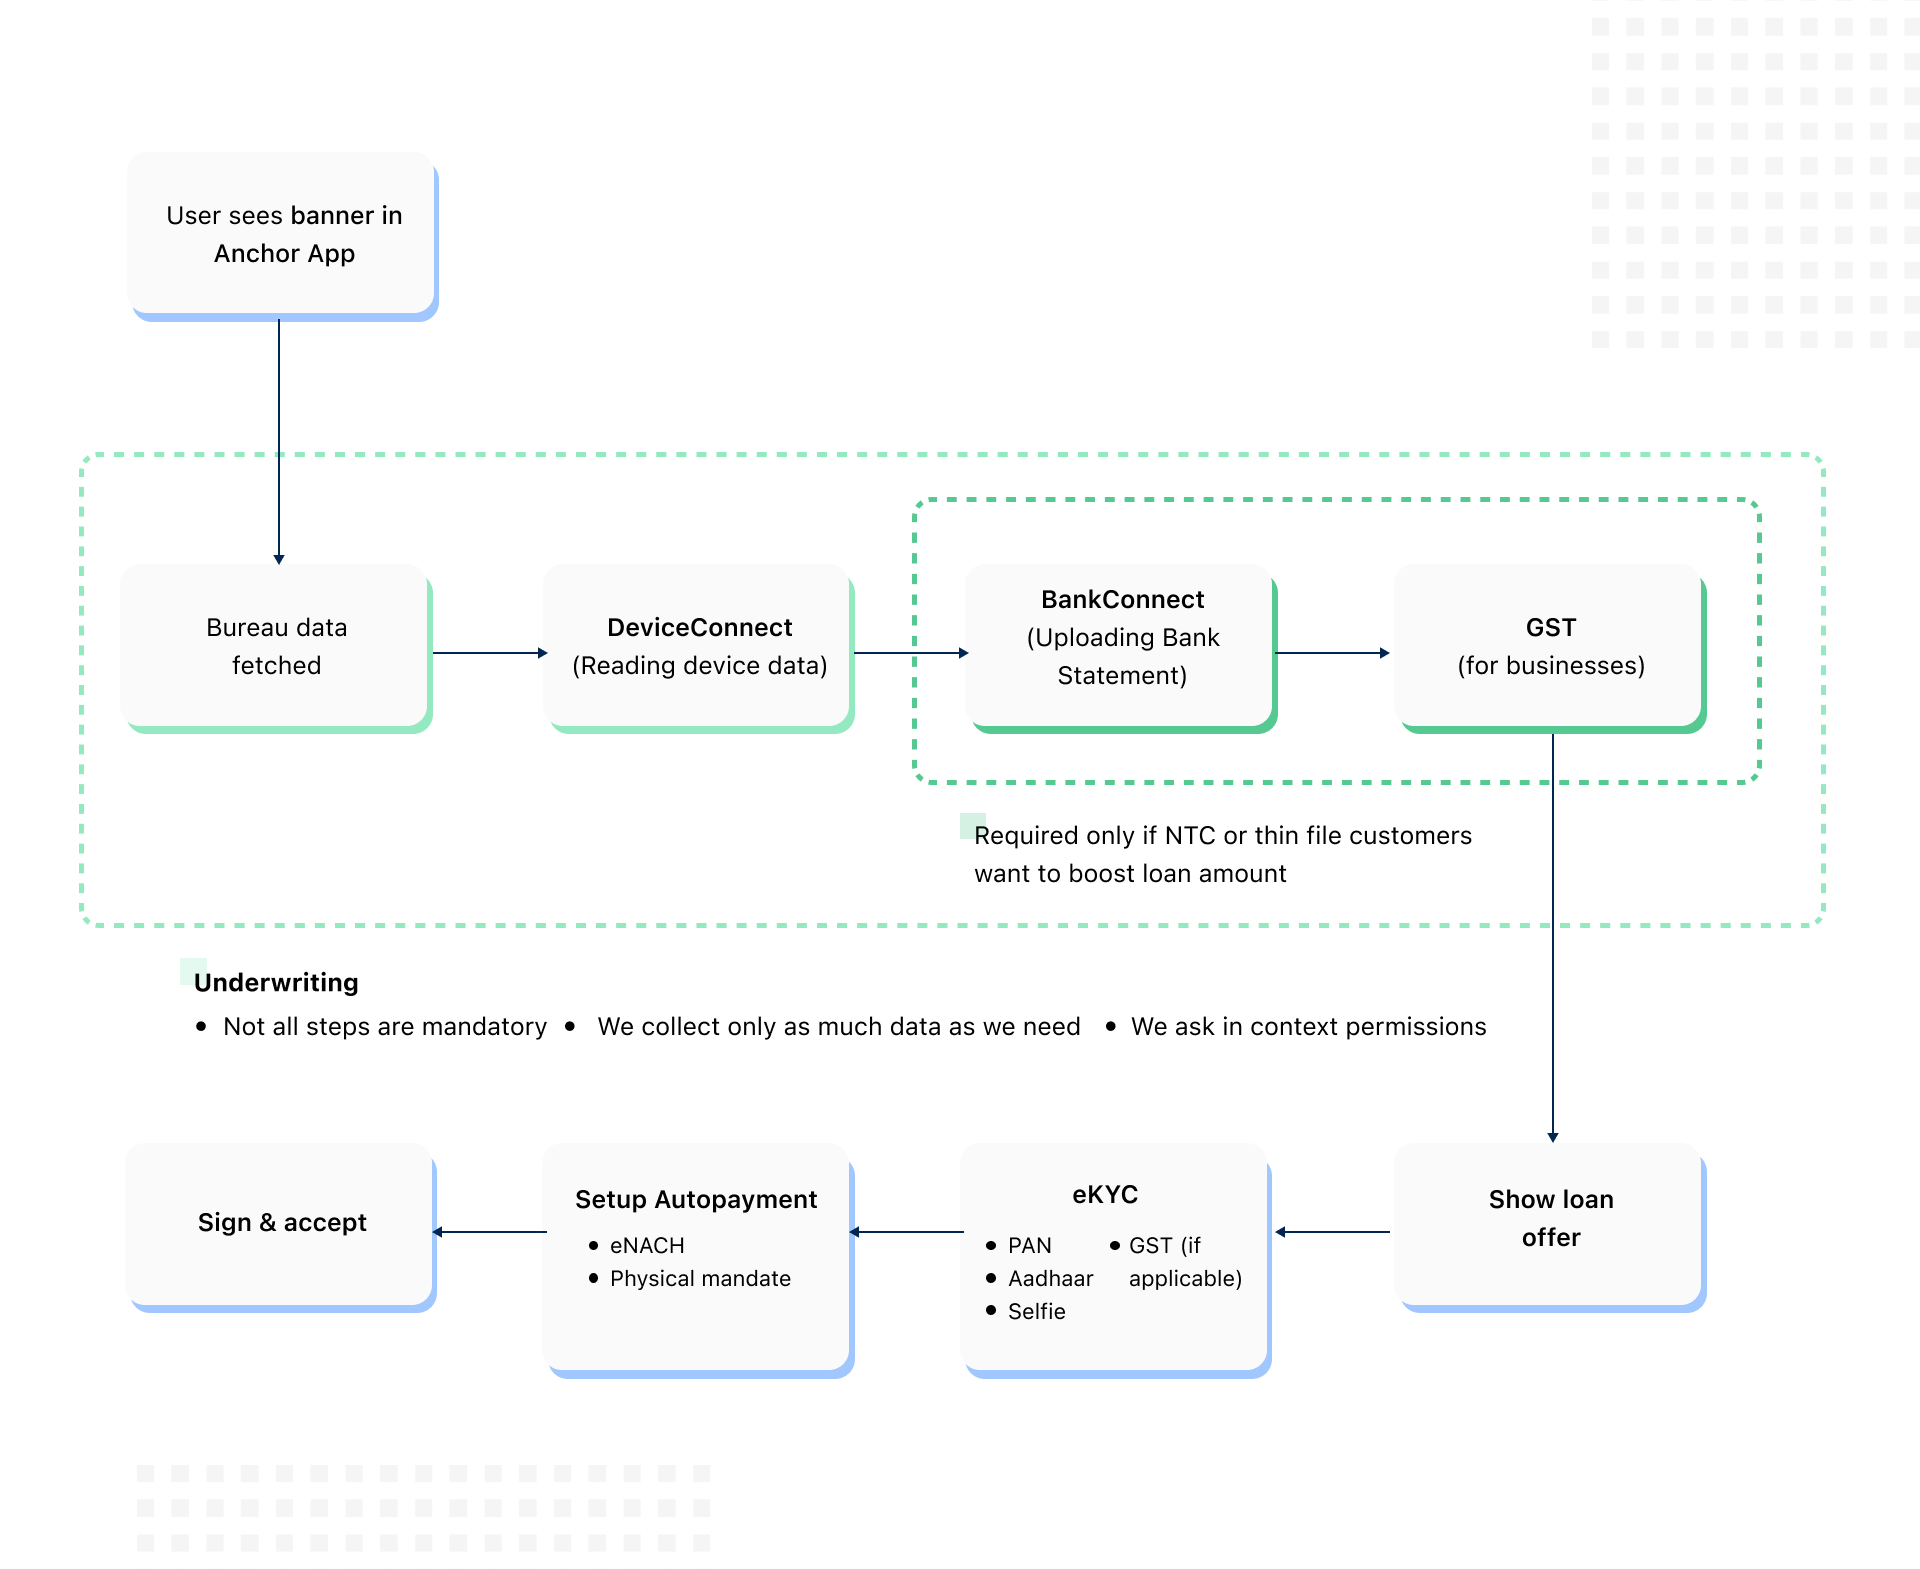 User sees banner in
Anchor App
Bureau data
fetched
DeviceConnect
(Reading device data)
BankConnect
(Uploading Bank
Statement)
GST
(for businesses)
Required only if NTC or thin file customers
want to boost loan amount
Underwriting
• Not all steps are mandatory • We collect only as much data as we need • We ask in context permissions
Sign & accept
Setup Autopayment
• eNACH
• Physical mandate
eKYC
• PAN
• Aadhaar
• Selfie
• GST (if
applicable)
Show loan
offer